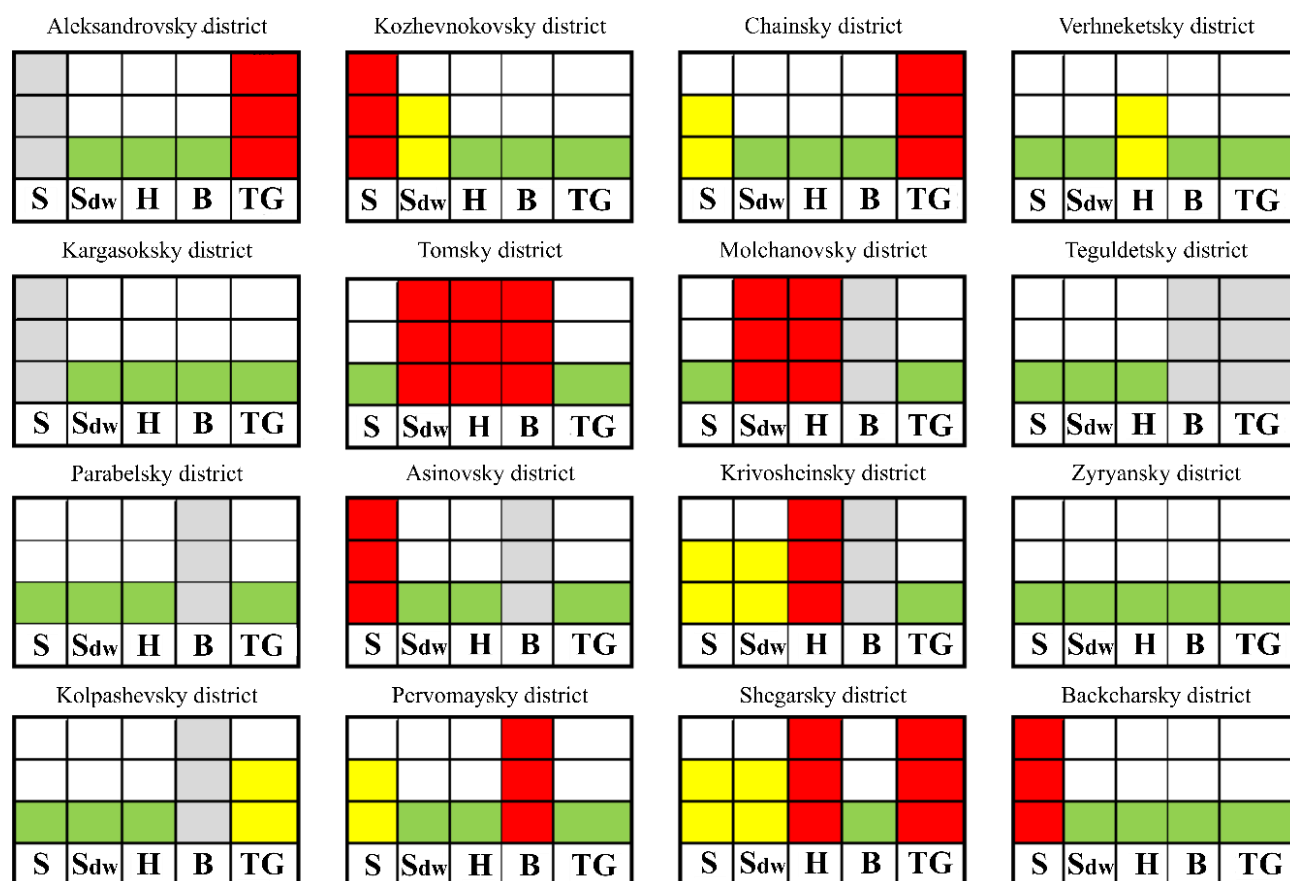 Aleksandrovsky district Kozhevnokovsky district Chainsky district Verhneketsky district
S Sdw H B TG S Sdw H B TG S Sdw H B TG S Sdw H B TG
Kargasoksky district Tomsky district Molchanovsky district Teguldetsky district
S Sdw H B TG S Sdw H B TG S Sdw H B TG S Sdw H B TG
Parabelsky district Asinovsky district Krivosheinsky district Zyryansky district
S Sdw H B TG S Sdw H B TG S Sdw H B TG S Sdw H B TG
Kolpashevsky district Pervomaysky district Shegarsky district Backcharsky district
S Sdw H B TG S Sdw H B TG S Sdw H B TG S Sdw H B TG